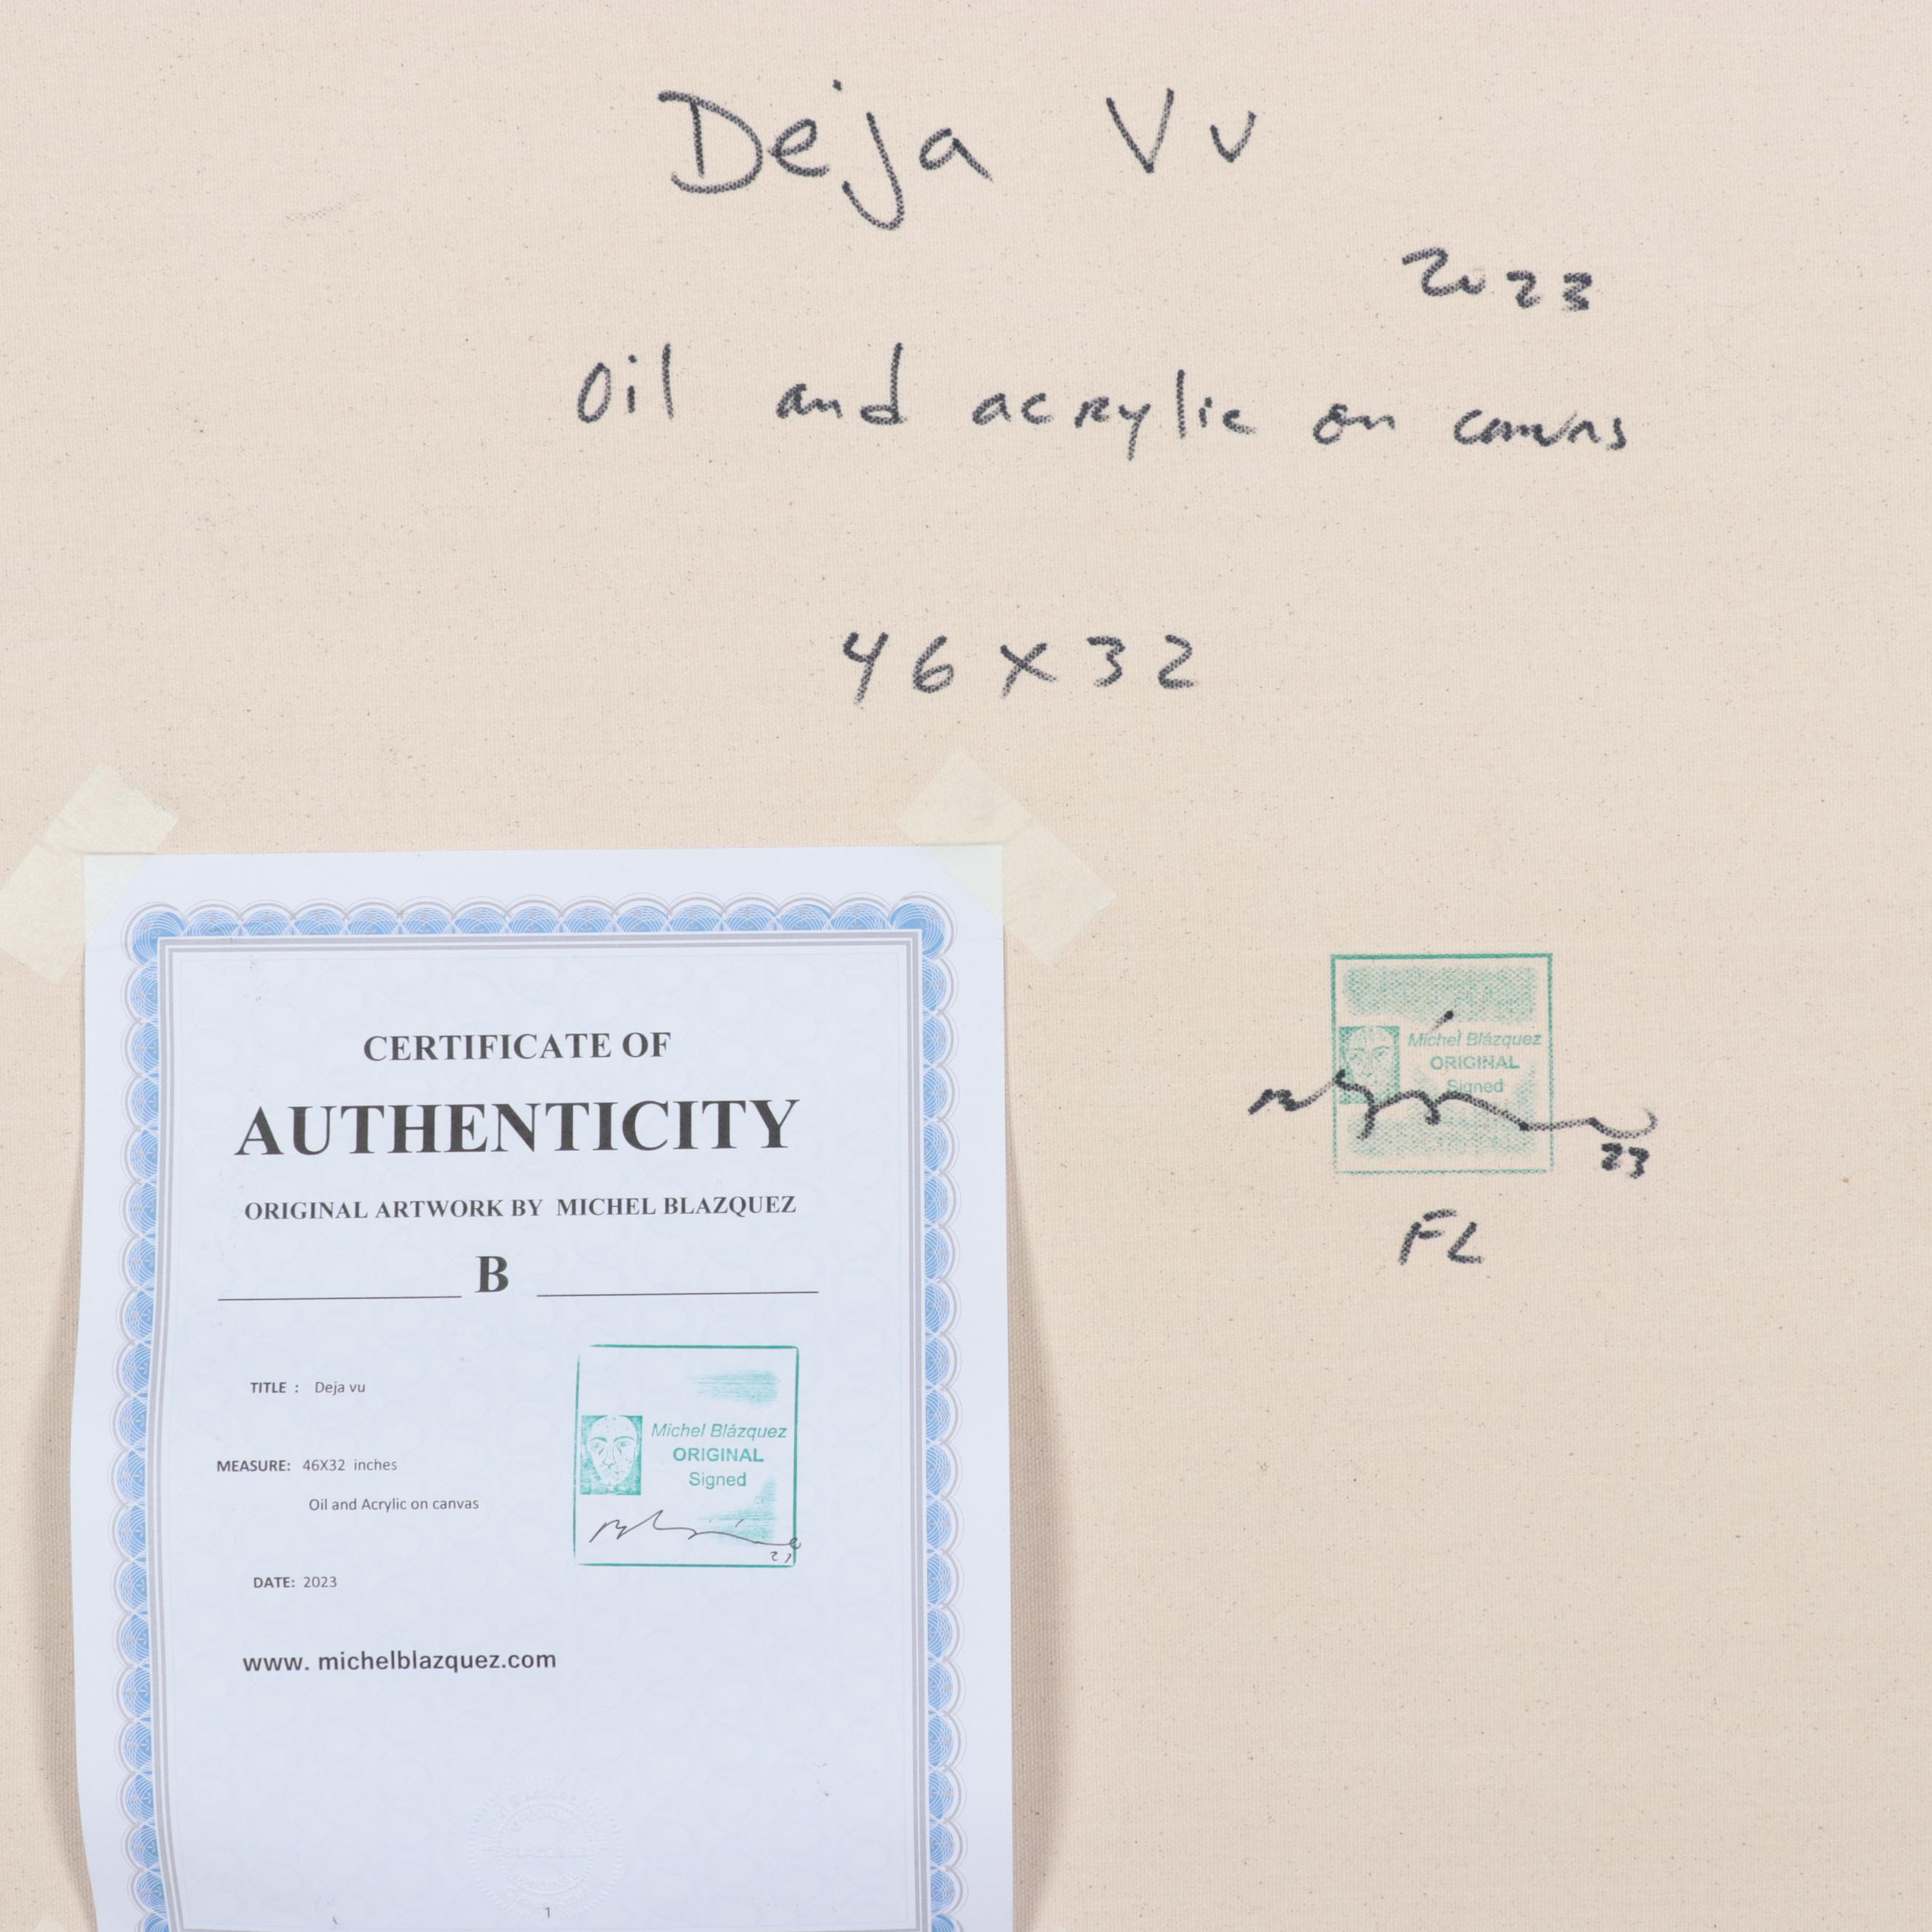 Deja Vu
2023
Oil and acrylic on canvas
46 x 32
CERTIFICATE OF
AUTHENTICITY
ORIGINAL ARTWORK BY MICHEL BLAZQUEZ
B
TITLE : Deja vu
MEASURE: 46X32 inches
Oil and Acrylic on canvas
DATE: 2023
www. michelblazquez.com
1
Michel Blázquez
ORIGINAL
Signed
Michel Blázquez
ORIGINAL
Signed
23
FL